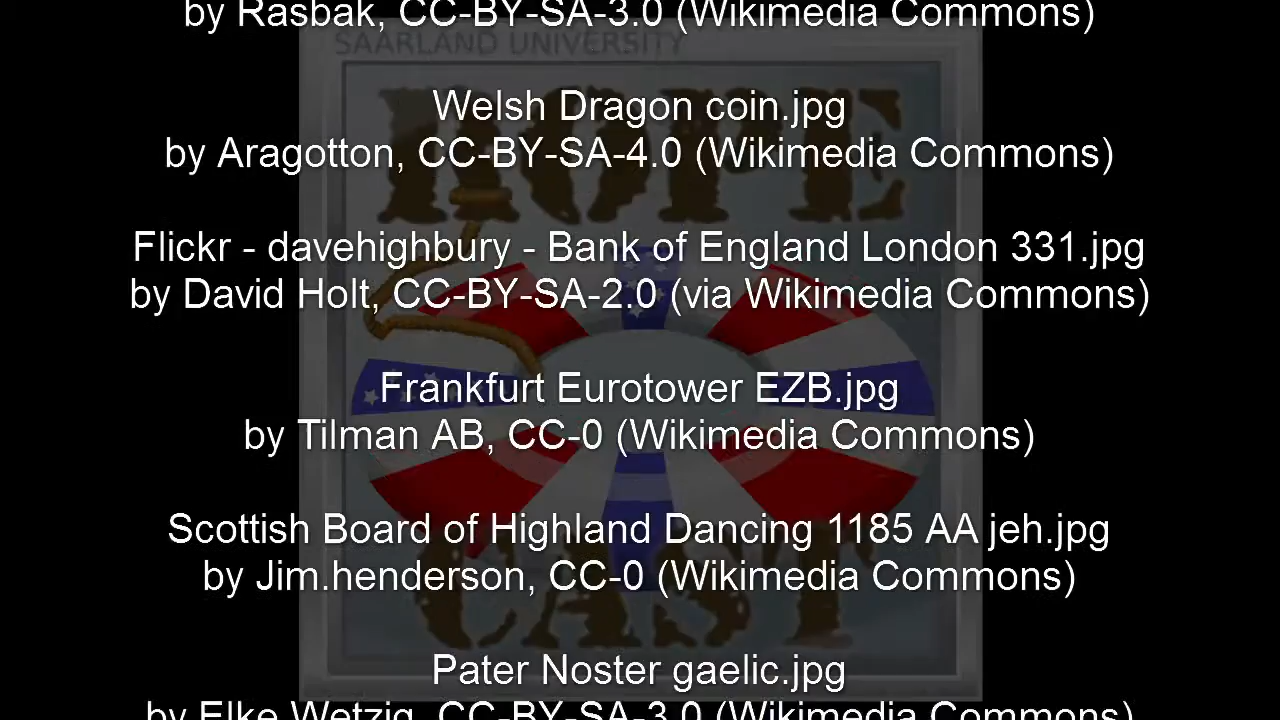 by Rasbak, CC-BY-SA-3.0 (Wikimedia Commons)
SAARLAND UNIVERSITY
ROPE
Welsh Dragon coin.jpg
by Aragotton, CC-BY-SA-4.0 (Wikimedia Commons)
Flickr - davehighbury - Bank of England London 331.jpg
by David Holt, CC-BY-SA-2.0 (via Wikimedia Commons)
Frankfurt Eurotower EZB.jpg
by Tilman AB, CC-0 (Wikimedia Commons)
Scottish Board of Highland Dancing 1185 AA jeh.jpg
by Jim.henderson, CC-0 (Wikimedia Commons)
CAST
Pater Noster gaelic.jpg
by Elke Wetzig, CC-BY-SA-3.0 (Wikimedia Commons)